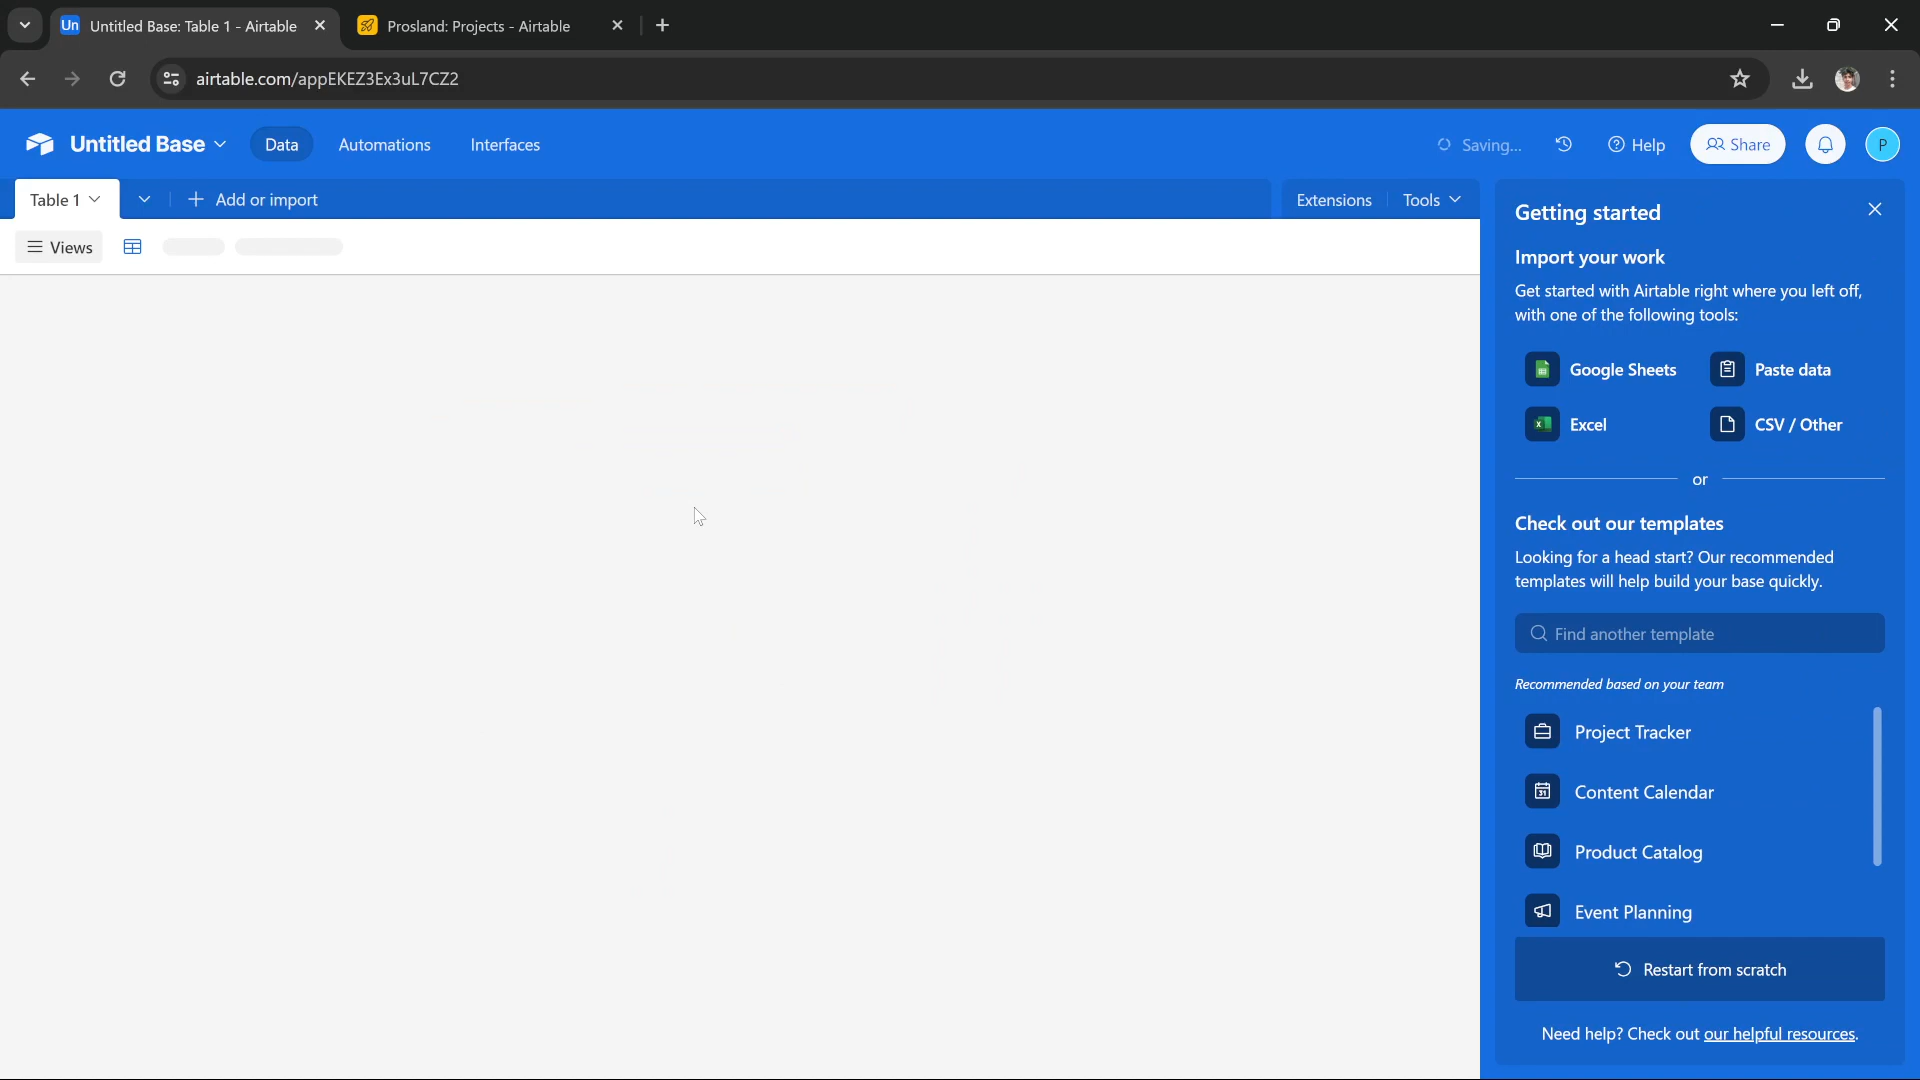 Un Untitled Base: Table 1 - Airtable
Prosland: Projects - Airtable
airtable.com/appEKEZ3Ex3uL7CZ2
Untitled Base
Data
Automations
Interfaces
Saving...
Help
Share
P
Table 1
Add or import
Extensions
Tools
Views
Getting started
Import your work
Get started with Airtable right where you left off,
with one of the following tools:
Google Sheets
Paste data
Excel
CSV / Other
or
Check out our templates
Looking for a head start? Our recommended
templates will help build your base quickly.
Find another template
Recommended based on your team
Project Tracker
31 Content Calendar
Product Catalog
Event Planning
Restart from scratch
Need help? Check out our helpful resources.